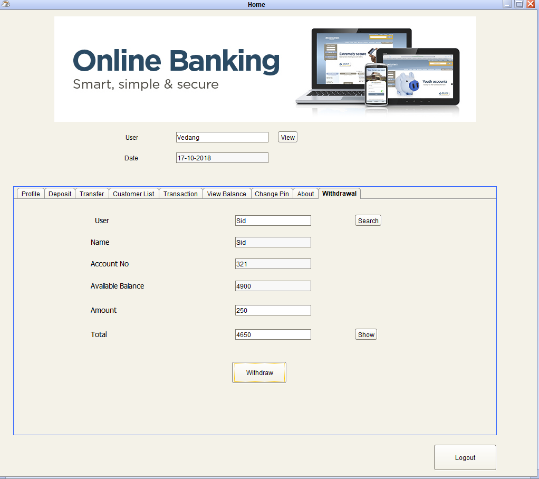 Home
Online Banking
Smart, simple & secure
User Vedang View
Date 17-10-2018
Profile Deposit Transfer Customer List Transaction View Balance Change Pin About Withdrawal
User Sid Search
Name Sid
Account No 321
Available Balance 4900
Amount 250
Total 4650 Show
Withdraw
Logout